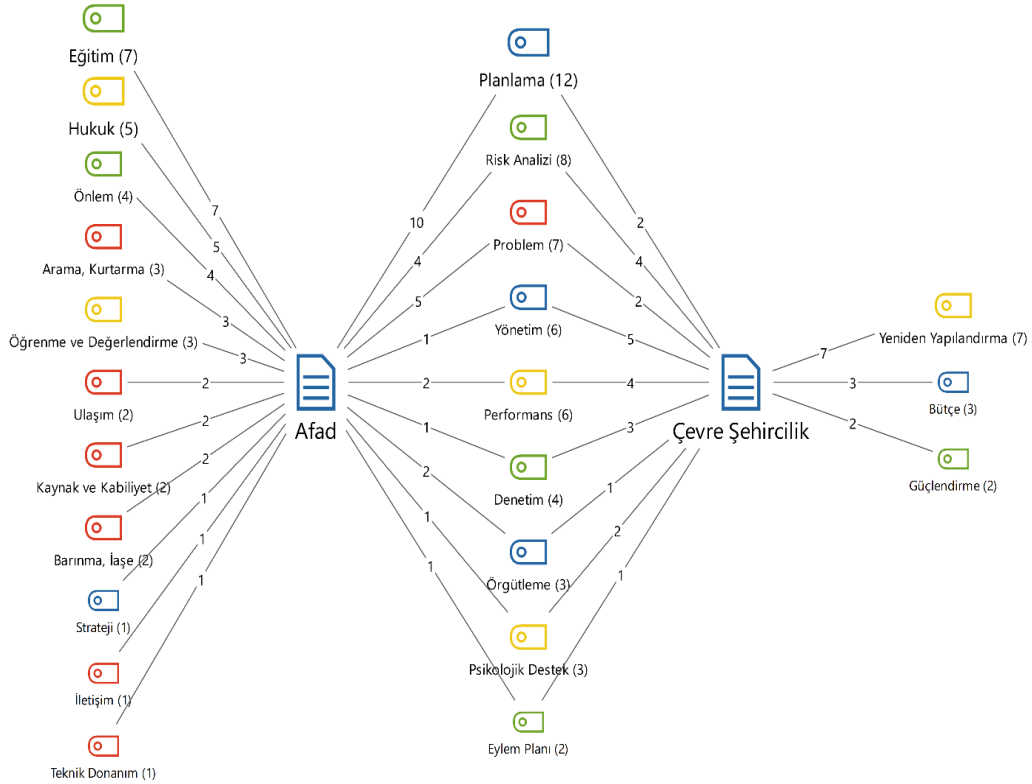 Eğitim (7)
Hukuk (5)
Önlem (4)
Arama, Kurtarma (3)
Öğrenme ve Değerlendirme (3)
Ulaşım (2)
Kaynak ve Kabiliyet (2)
Barınma, İaşe (2)
Strateji (1)
İletişim (1)
Teknik Donanım (1)
7
5
4
3
3
2
2
2
1
1
1
Afad
10
4
5
1
2
1
2
1
1
Planlama (12)
Risk Analizi (8)
Problem (7)
Yönetim (6)
Performans (6)
Denetim (4)
Örgütleme (3)
Psikolojik Destek (3)
Eylem Planı (2)
2
4
2
5
4
3
1
2
1
Çevre Şehircilik
7
3
2
Yeniden Yapılandırma (7)
Bütçe (3)
Güçlendirme (2)